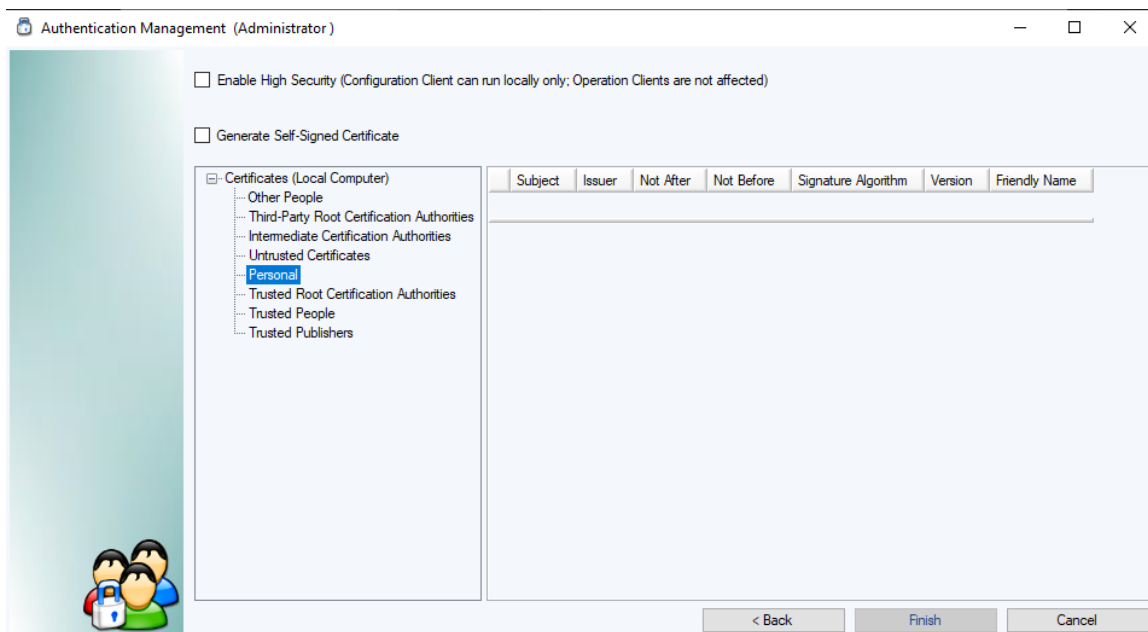 Authentication Management (Administrator )
Enable High Security (Configuration Client can run locally only; Operation Clients are not affected)
Generate Self-Signed Certificate
Certificates (Local Computer)
Other People
Third-Party Root Certification Authorities
Intermediate Certification Authorities
Untrusted Certificates
Personal
Trusted Root Certification Authorities
Trusted People
Trusted Publishers
Subject Issuer Not After Not Before Signature Algorithm Version Friendly Name
< Back Finish Cancel